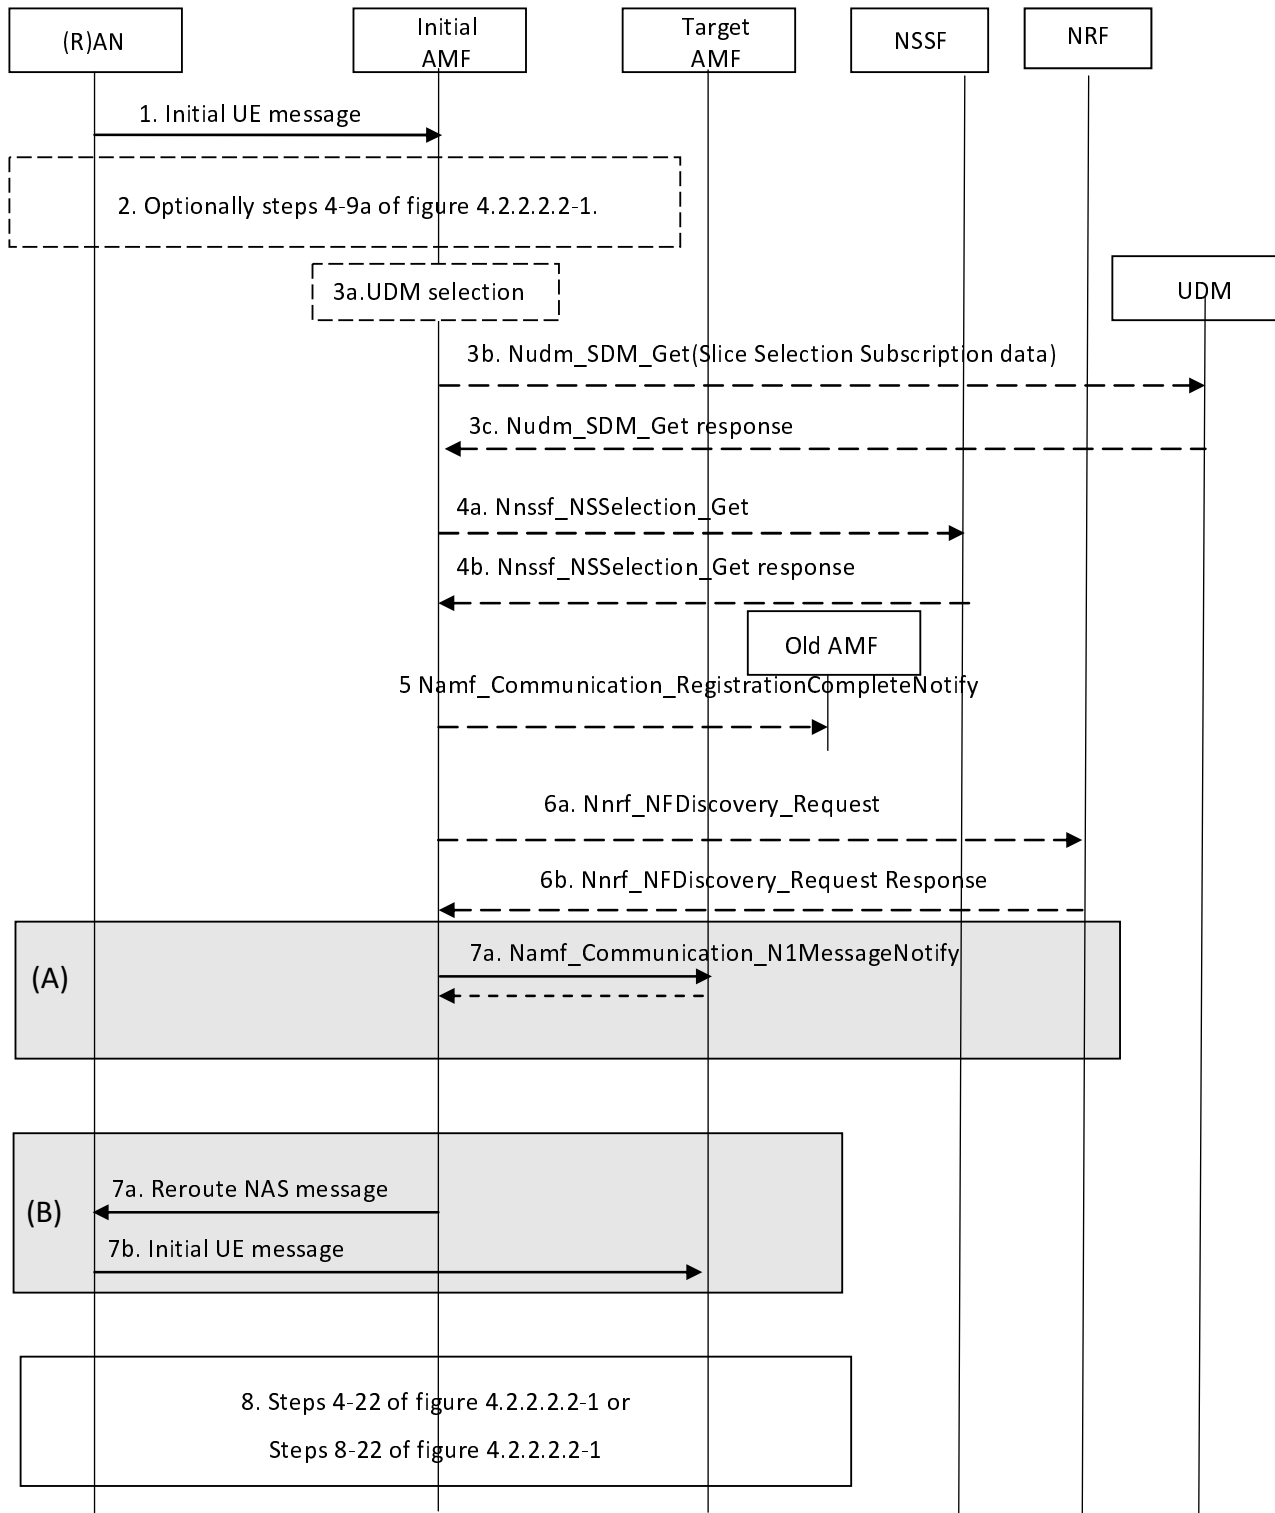 (R)AN
Initial
AMF
Target
AMF
NSSF
NRF
1. Initial UE message
2. Optionally steps 4-9a of figure 4.2.2.2.2-1.
3a.UDM selection
UDM
3b. Nudm_SDM_Get(Slice Selection Subscription data)
3c. Nudm_SDM_Get response
4a. Nnssf_NSSelection_Get
4b. Nnssf_NSSelection_Get response
Old AMF
5 Namf_Communication_RegistrationCompleteNotify
6a. Nnrf_NFDiscovery_Request
6b. Nnrf_NFDiscovery_Request Response
(A)
7a. Namf_Communication_N1MessageNotify
(B)
7a. Reroute NAS message
7b. Initial UE message
8. Steps 4-22 of figure 4.2.2.2.2-1 or
Steps 8-22 of figure 4.2.2.2.2-1